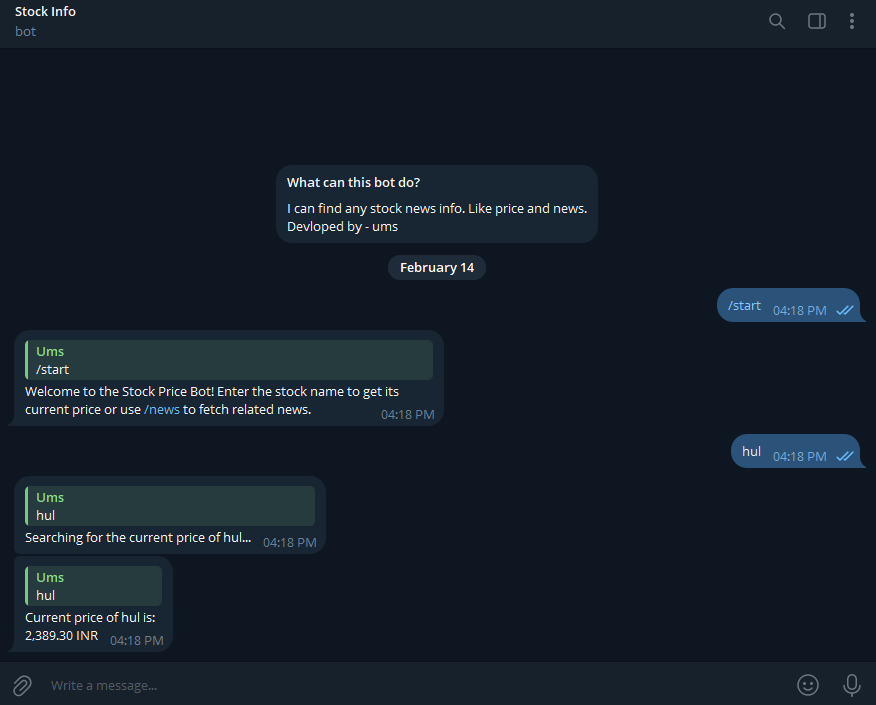 Stock Info
bot
What can this bot do?
I can find any stock news info. Like price and news.
Devloped by - ums
February 14
/start 04:18 PM
Ums
/start
Welcome to the Stock Price Bot! Enter the stock name to get its
current price or use /news to fetch related news.
04:18 PM
hul 04:18 PM
Ums
hul
Searching for the current price of hul... 04:18 PM
Ums
hul
Current price of hul is:
2,389.30 INR 04:18 PM
Write a message...